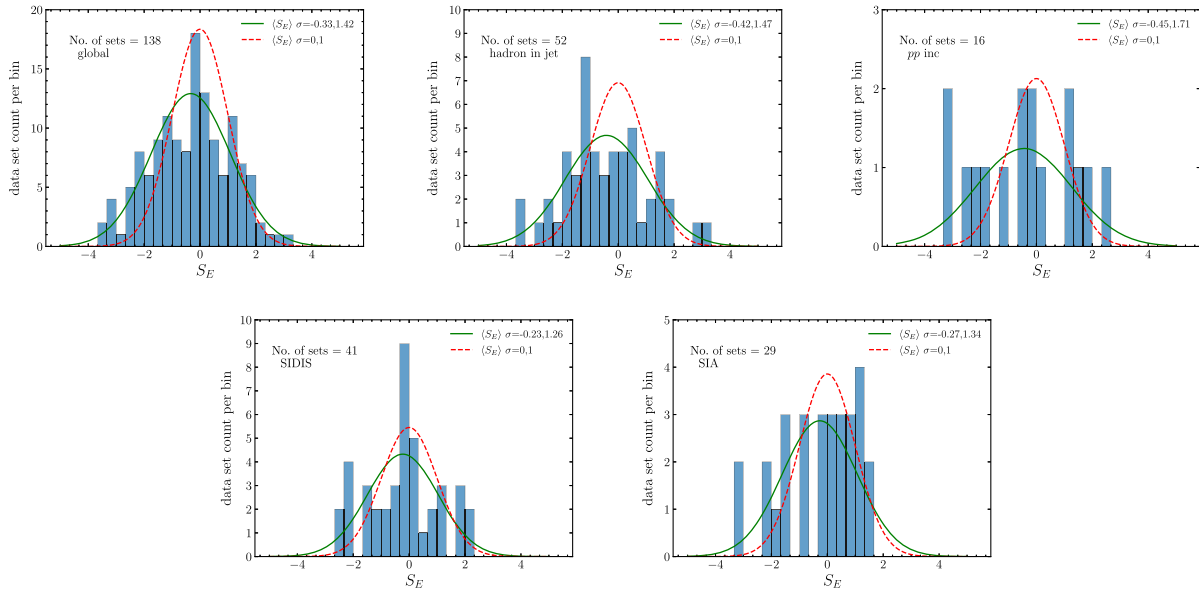 ⟨S_E⟩ σ=-0.33,1.42
⟨S_E⟩ σ=0,1
No. of sets = 138
global
data set count per bin
20
15
10
5
0
−4
−2
0
2
4
S_E
⟨S_E⟩ σ=-0.42,1.47
⟨S_E⟩ σ=0,1
No. of sets = 52
hadron in jet
data set count per bin
10
9
8
7
6
5
4
3
2
1
0
−4
−2
0
2
4
S_E
⟨S_E⟩ σ=-0.45,1.71
⟨S_E⟩ σ=0,1
No. of sets = 16
pp inc
data set count per bin
3
2
1
0
−4
−2
0
2
4
S_E
⟨S_E⟩ σ=-0.23,1.26
⟨S_E⟩ σ=0,1
No. of sets = 41
SIDIS
data set count per bin
10
9
8
7
6
5
4
3
2
1
0
−4
−2
0
2
4
S_E
⟨S_E⟩ σ=-0.27,1.34
⟨S_E⟩ σ=0,1
No. of sets = 29
SIA
data set count per bin
5
4
3
2
1
0
−4
−2
0
2
4
S_E